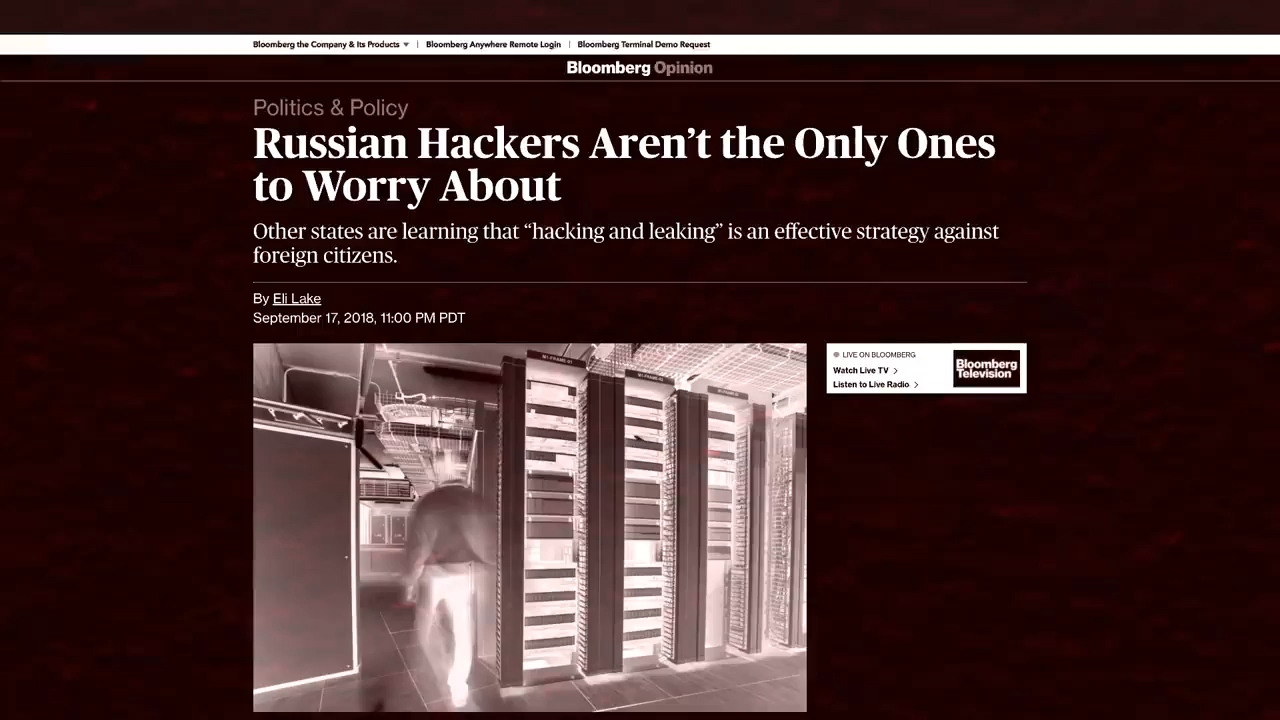 Bloomberg the Company & Its Products
Bloomberg Anywhere Remote Login
Bloomberg Terminal Demo Request
Bloomberg Opinion
Politics & Policy
Russian Hackers Aren’t the Only Ones
to Worry About
Other states are learning that “hacking and leaking” is an effective strategy against
foreign citizens.
By Eli Lake
September 17, 2018, 11:00 PM PDT
LIVE ON BLOOMBERG
Watch Live TV
Listen to Live Radio
Bloomberg
Television